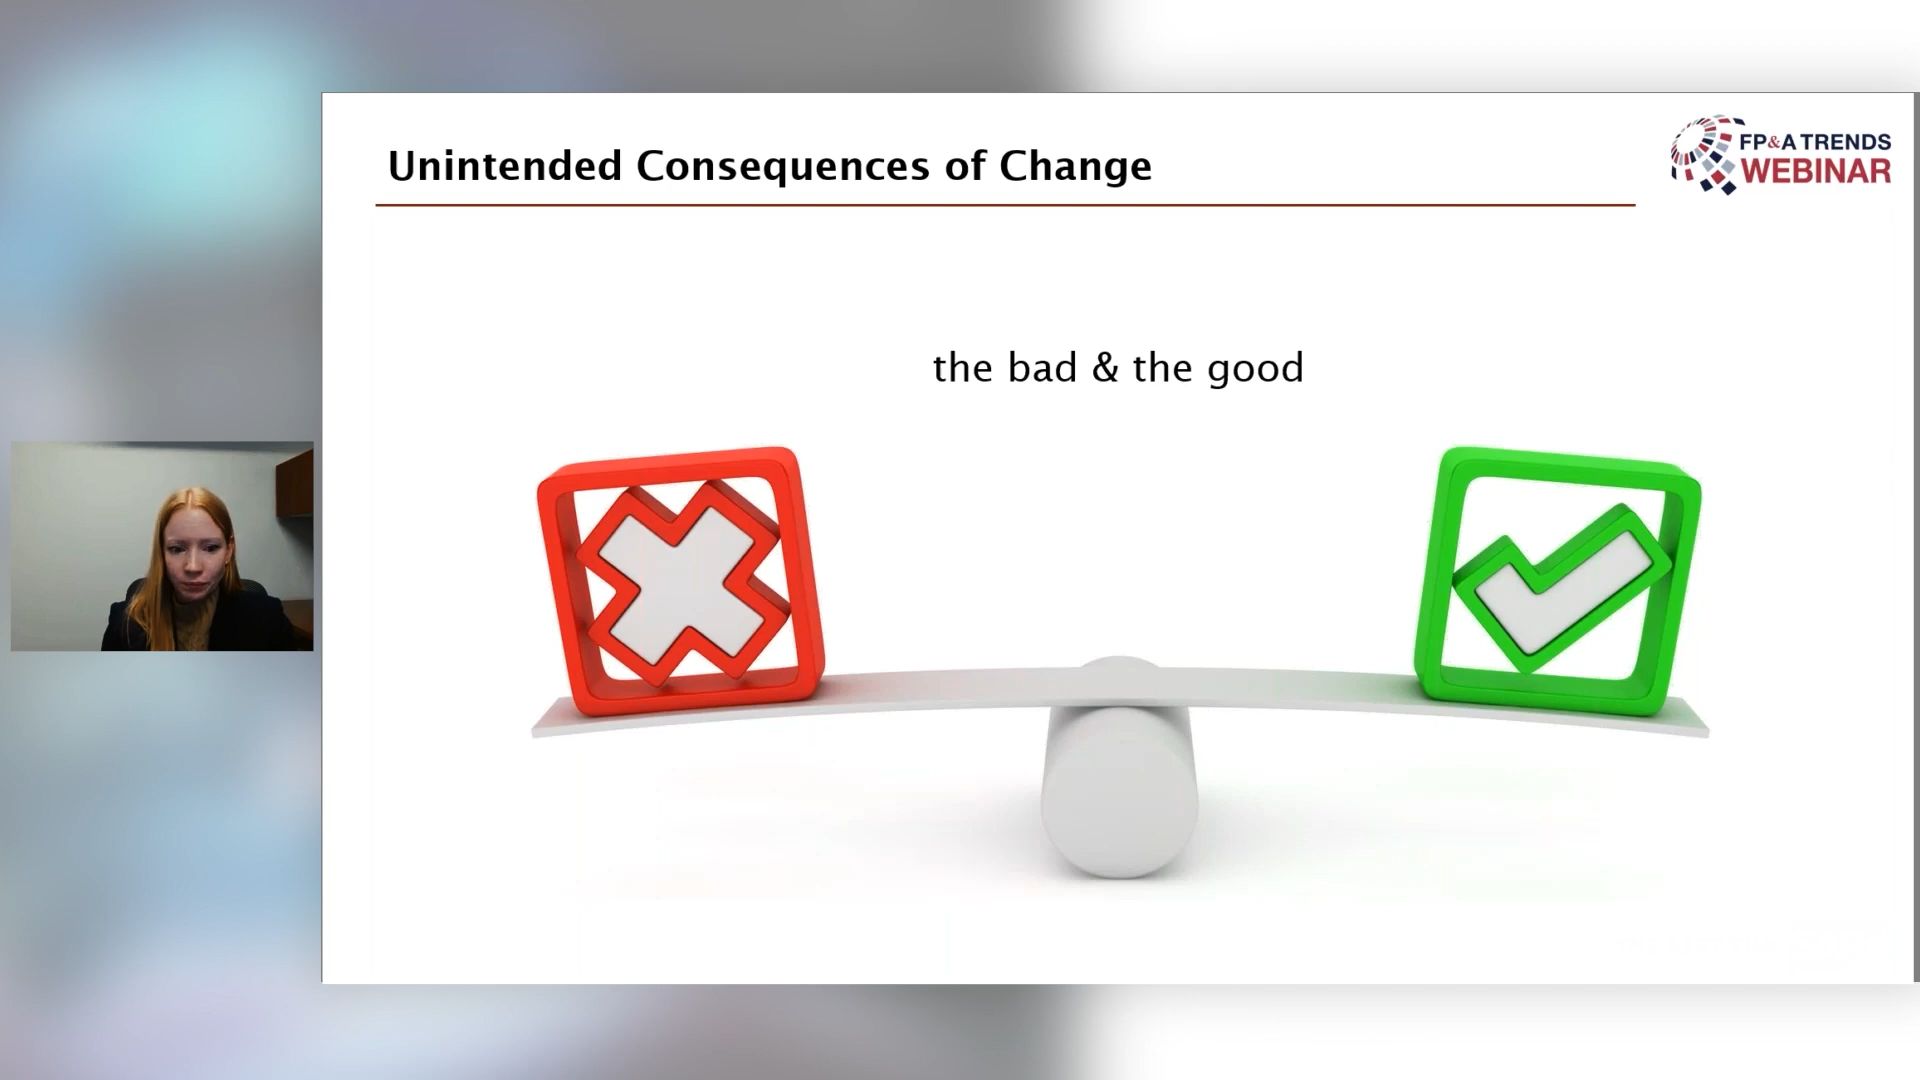 Unintended Consequences of Change
FP&A TRENDS
WEBINAR
the bad & the good